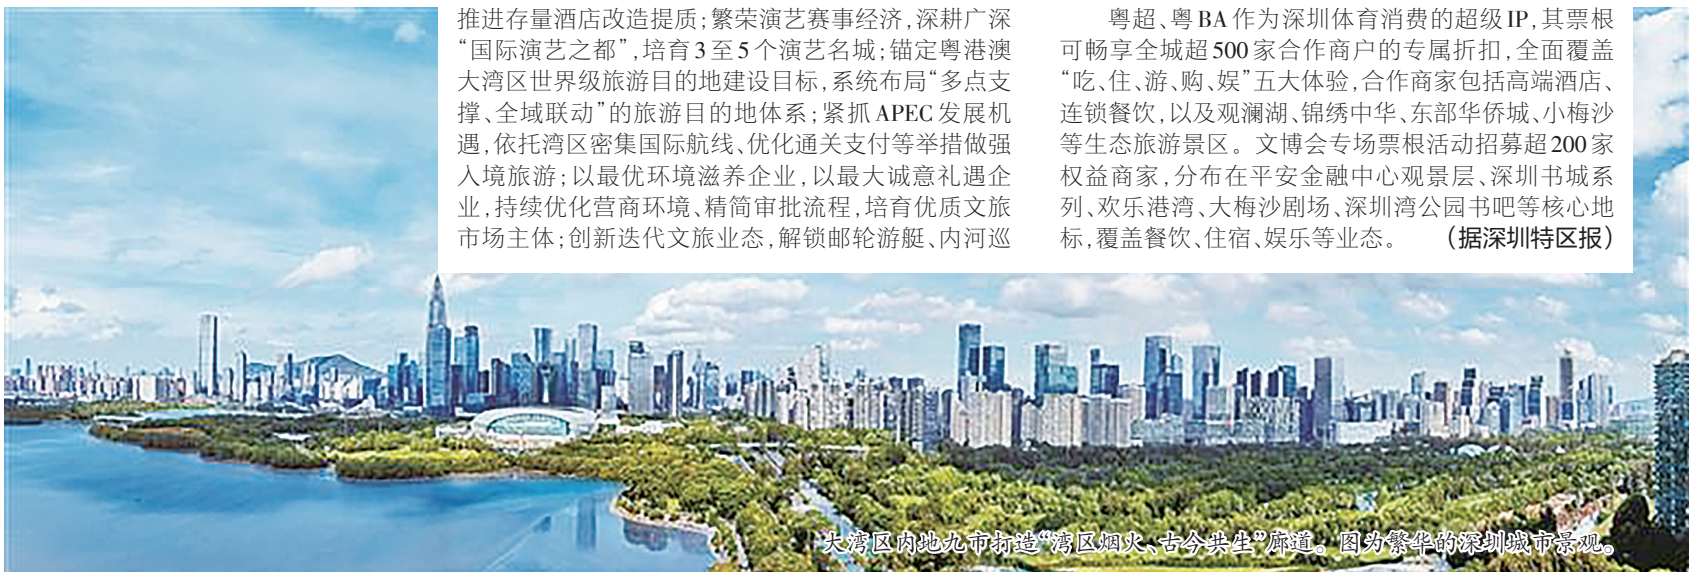 推进存量酒店改造提质；繁荣演艺赛事经济，深耕广深
“国际演艺之都”，培育3至5个演艺名城；锚定粤港澳
大湾区世界级旅游目的地建设目标，系统布局“多点支
撑、全域联动”的旅游目的地体系；紧抓APEC发展机
遇，依托湾区密集国际航线、优化通关支付等举措做强
入境旅游；以最优环境滋养企业，以最大诚意礼遇企
业，持续优化营商环境、精简审批流程，培育优质文旅
市场主体；创新迭代文旅业态，解锁邮轮游艇、内河巡
粤超、粤BA作为深圳体育消费的超级IP，其票根
可畅享全城超500家合作商户的专属折扣，全面覆盖
“吃、住、游、购、娱”五大体验，合作商家包括高端酒店、
连锁餐饮，以及观澜湖、锦绣中华、东部华侨城、小梅沙
等生态旅游景区。文博会专场票根活动招募超200家
权益商家，分布在平安金融中心观景层、深圳书城系
列、欢乐港湾、大梅沙剧场、深圳湾公园书吧等核心地
标，覆盖餐饮、住宿、娱乐等业态。 （据深圳特区报）
大湾区内地九市打造“湾区烟火、古今共生”廊道。图为繁华的深圳城市景观。